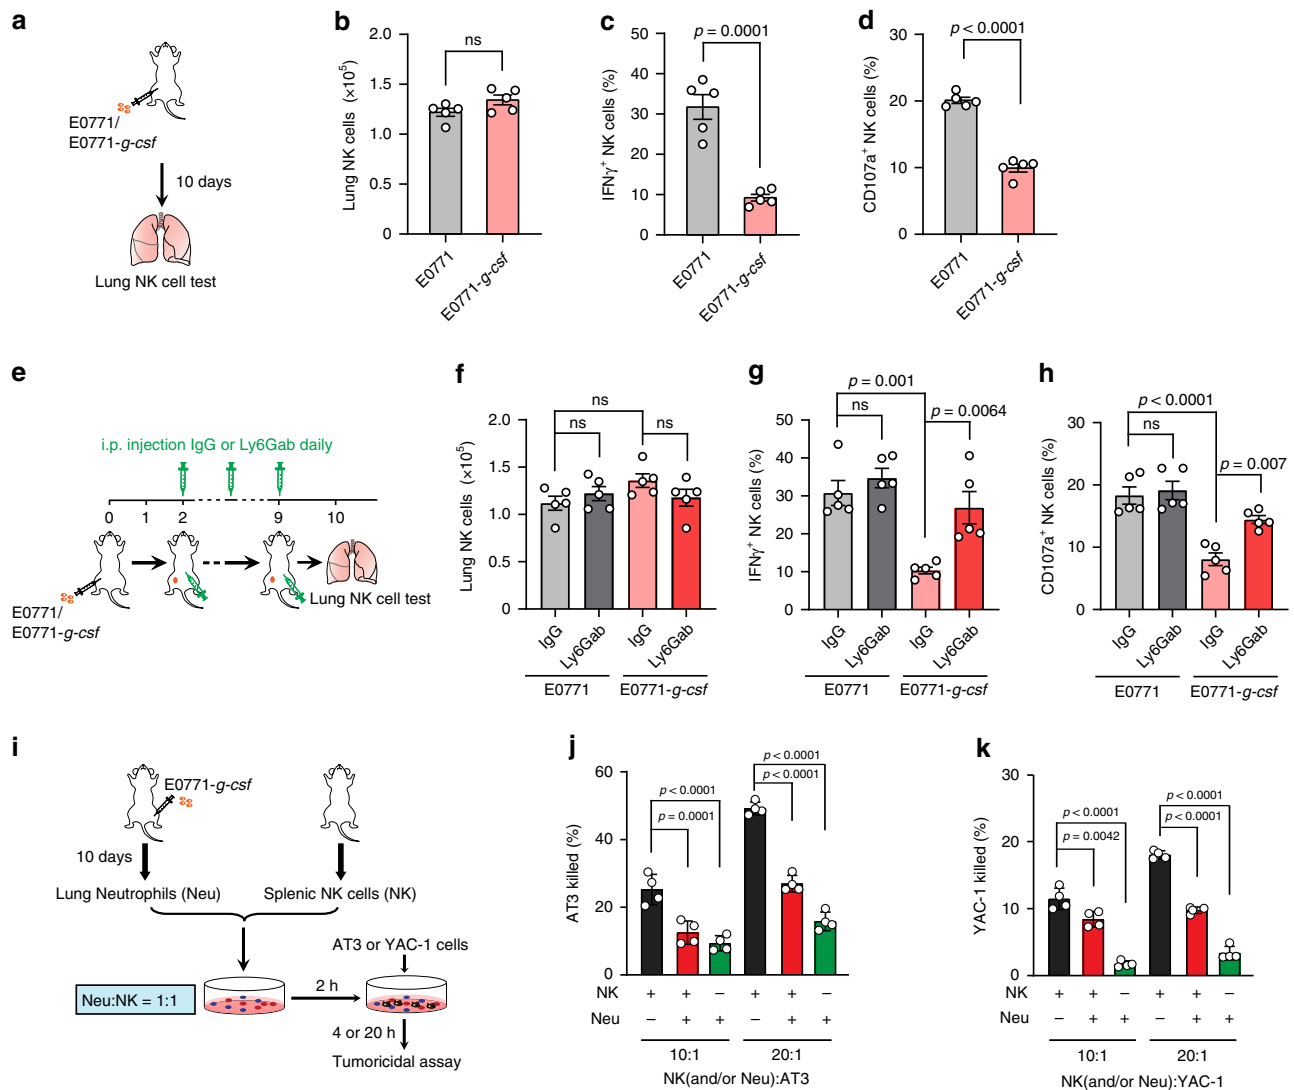 a
E0771/
E0771-g-csf
10 days
Lung NK cell test
b
Lung NK cells (×10⁵)
2.0
1.5
1.0
0.5
0
ns
E0771
E0771-g-csf
c
IFNγ⁺ NK cells (%)
50
40
30
20
10
0
p = 0.0001
E0771
E0771-g-csf
d
CD107a⁺ NK cells (%)
30
20
10
0
p < 0.0001
E0771
E0771-g-csf
e
i.p. injection IgG or Ly6Gab daily
0 1 2 9 10
E0771/
E0771-g-csf
Lung NK cell test
f
Lung NK cells (×10⁵)
2.0
1.5
1.0
0.5
0
ns
ns
ns
IgG Ly6Gab IgG Ly6Gab
E0771 E0771-g-csf
g
IFNγ⁺ NK cells (%)
50
40
30
20
10
0
p = 0.001
ns
p = 0.0064
IgG Ly6Gab IgG Ly6Gab
E0771 E0771-g-csf
h
CD107a⁺ NK cells (%)
30
20
10
0
p < 0.0001
ns
p = 0.007
IgG Ly6Gab IgG Ly6Gab
E0771 E0771-g-csf
i
E0771-g-csf
10 days
Lung Neutrophils (Neu) Splenic NK cells (NK)
AT3 or YAC-1 cells
Neu:NK = 1:1
2 h
4 or 20 h
Tumoricidal assay
j
AT3 killed (%)
60
40
20
0
p < 0.0001
p = 0.0001
p < 0.0001
p < 0.0001
NK + + − + + −
Neu − + + − + +
10:1 20:1
NK(and/or Neu):AT3
k
YAC-1 killed (%)
30
20
10
0
p < 0.0001
p = 0.0042
p < 0.0001
p < 0.0001
NK + + − + + −
Neu − + + − + +
10:1 20:1
NK(and/or Neu):YAC-1